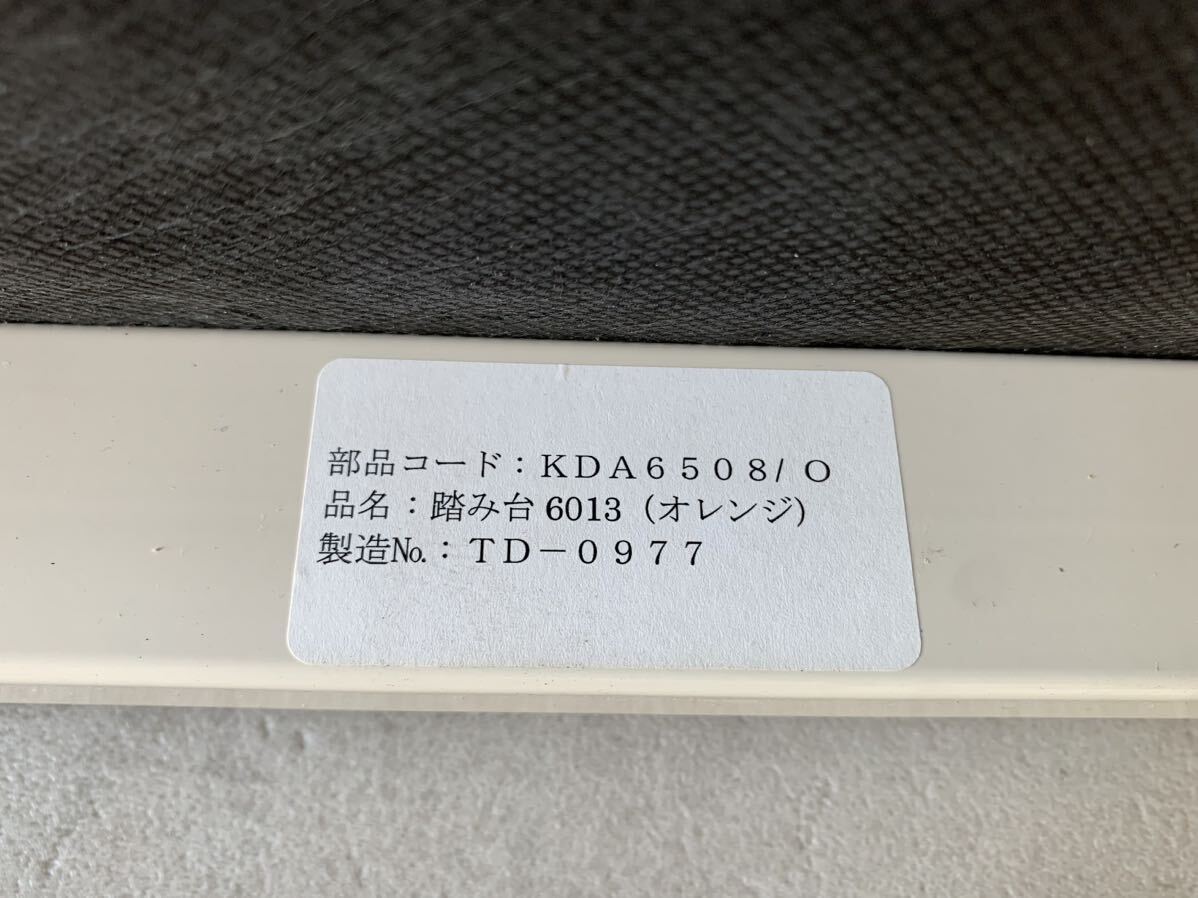 部品コード：ＫＤＡ６５０８/ Ｏ
品名：踏み台 6013（オレンジ）
製造№：ＴＤ－０９７７